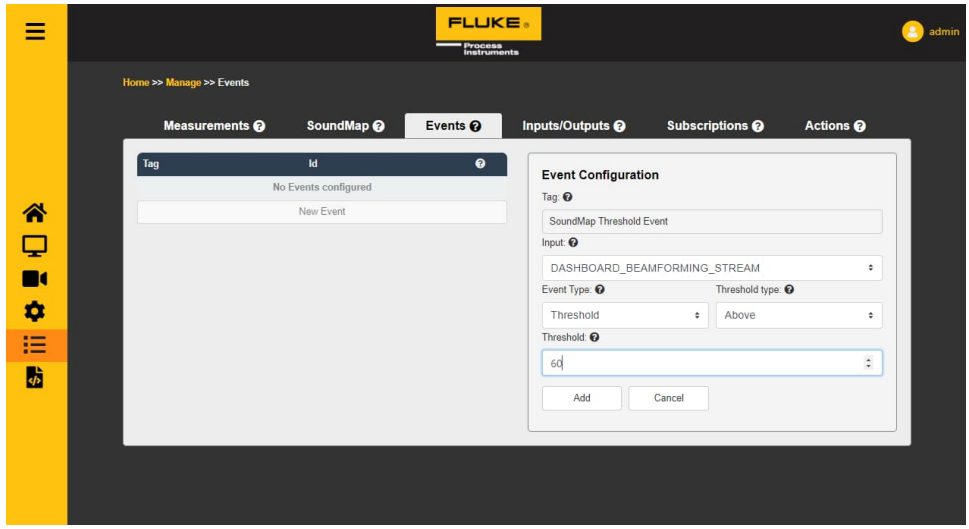 FLUKE ®
Process
Instruments
admin
Home >> Manage >> Events
Measurements ?
SoundMap ?
Events ?
Inputs/Outputs ?
Subscriptions ?
Actions ?
Tag Id ?
No Events configured
New Event
Event Configuration
Tag: ?
SoundMap Threshold Event
Input: ?
DASHBOARD_BEAMFORMING_STREAM
Event Type: ? Threshold type: ?
Threshold Above
Threshold: ?
60
Add Cancel